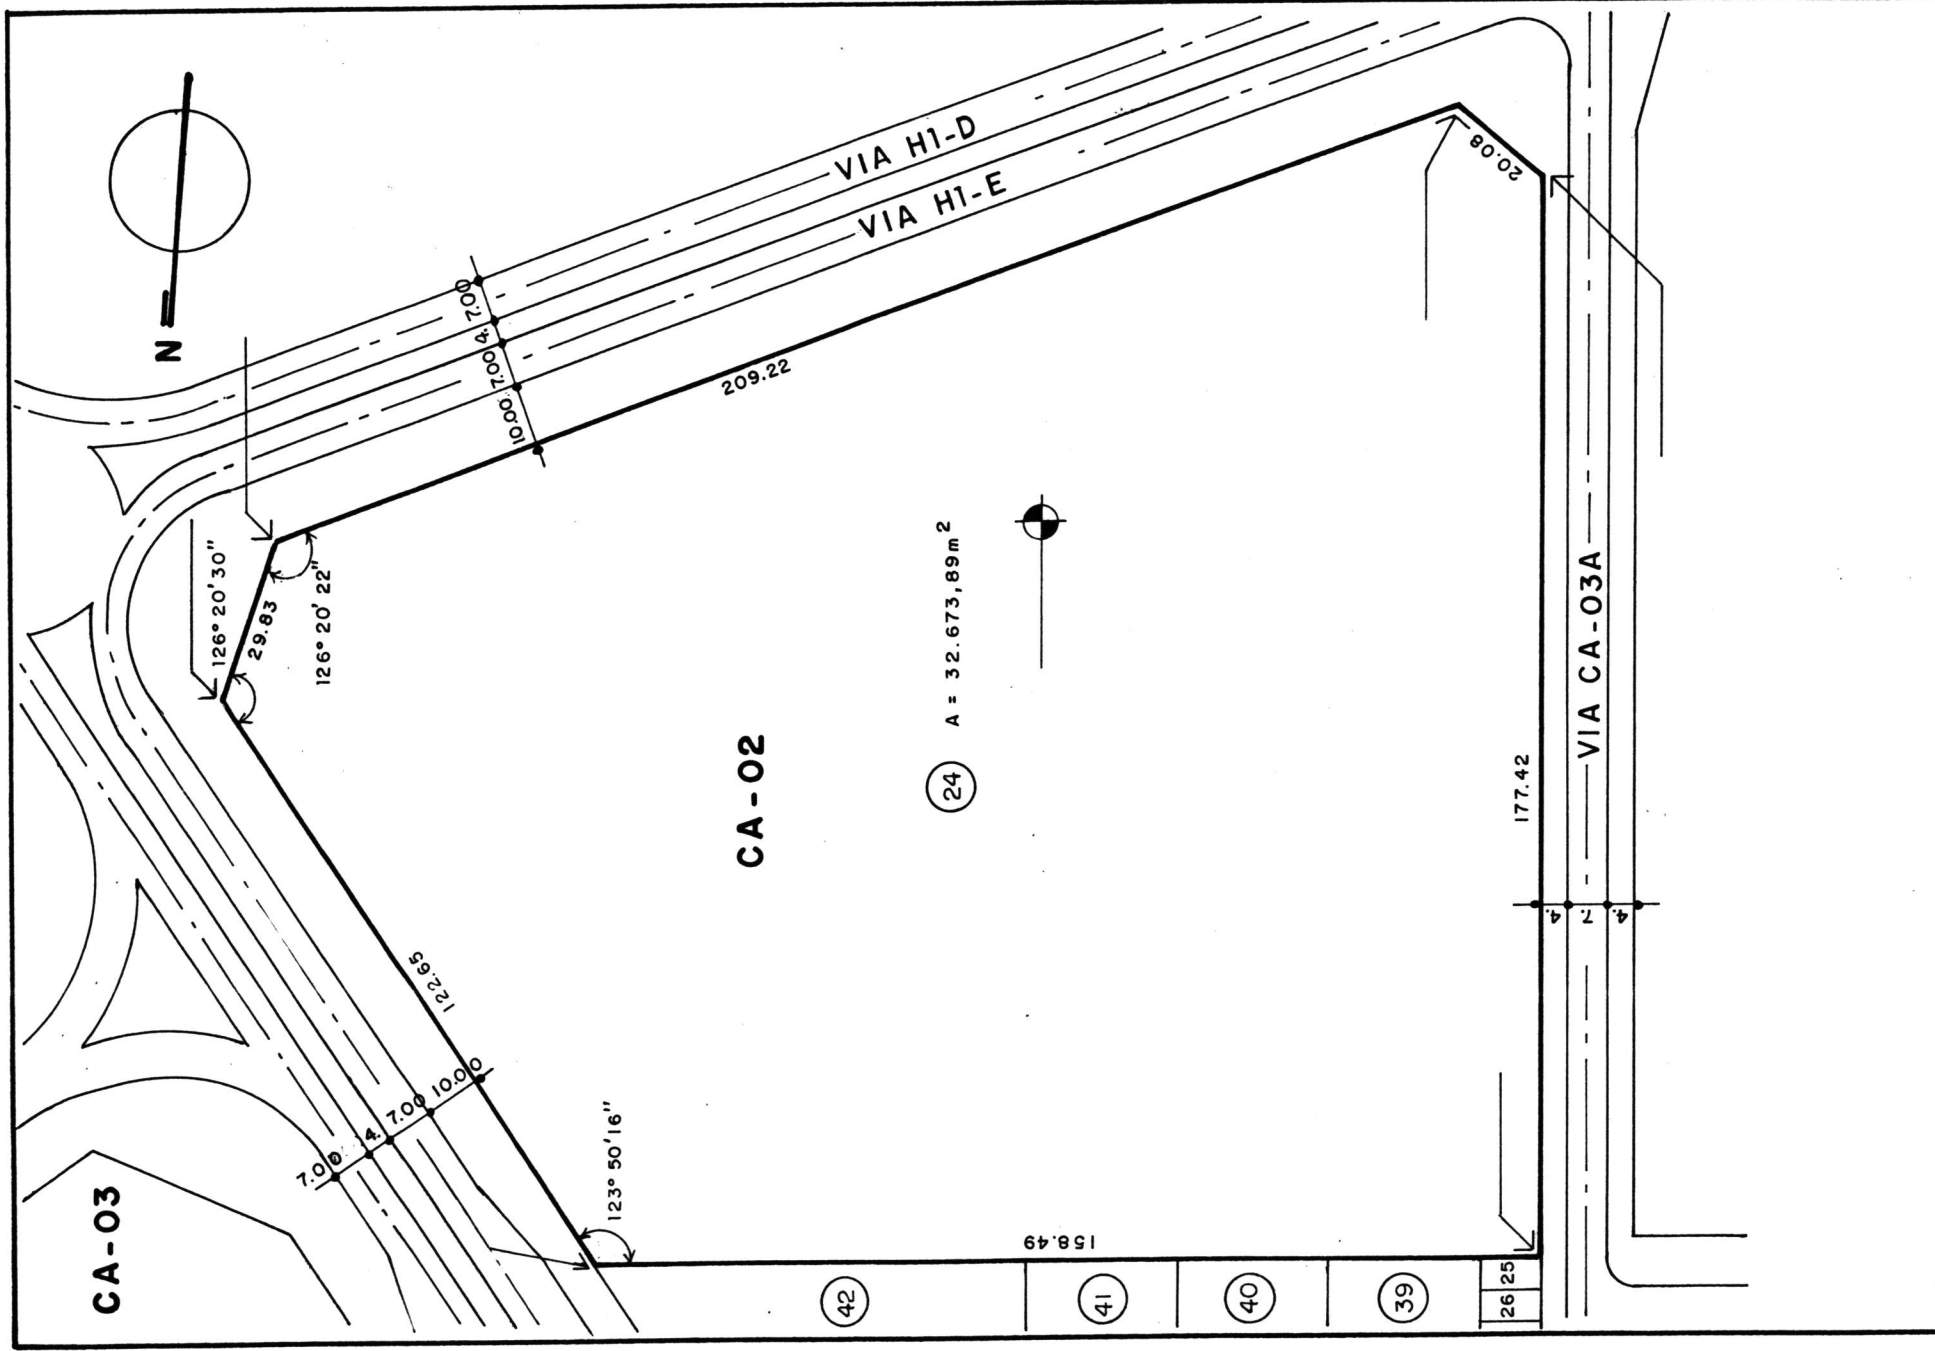 VIA H1-D
VIA H1-E
N
20.08
7.00
4.
7.00
10.00
209.22
126° 20' 30"
29.83
126° 20' 22"
A = 32.673,89m²
24
CA-02
VIA CA-03A
177.42
4.
7.
4.
122.65
10.00
7.00
4.
7.00
123° 50' 16"
CA-03
158.49
42
41
40
39
26
25